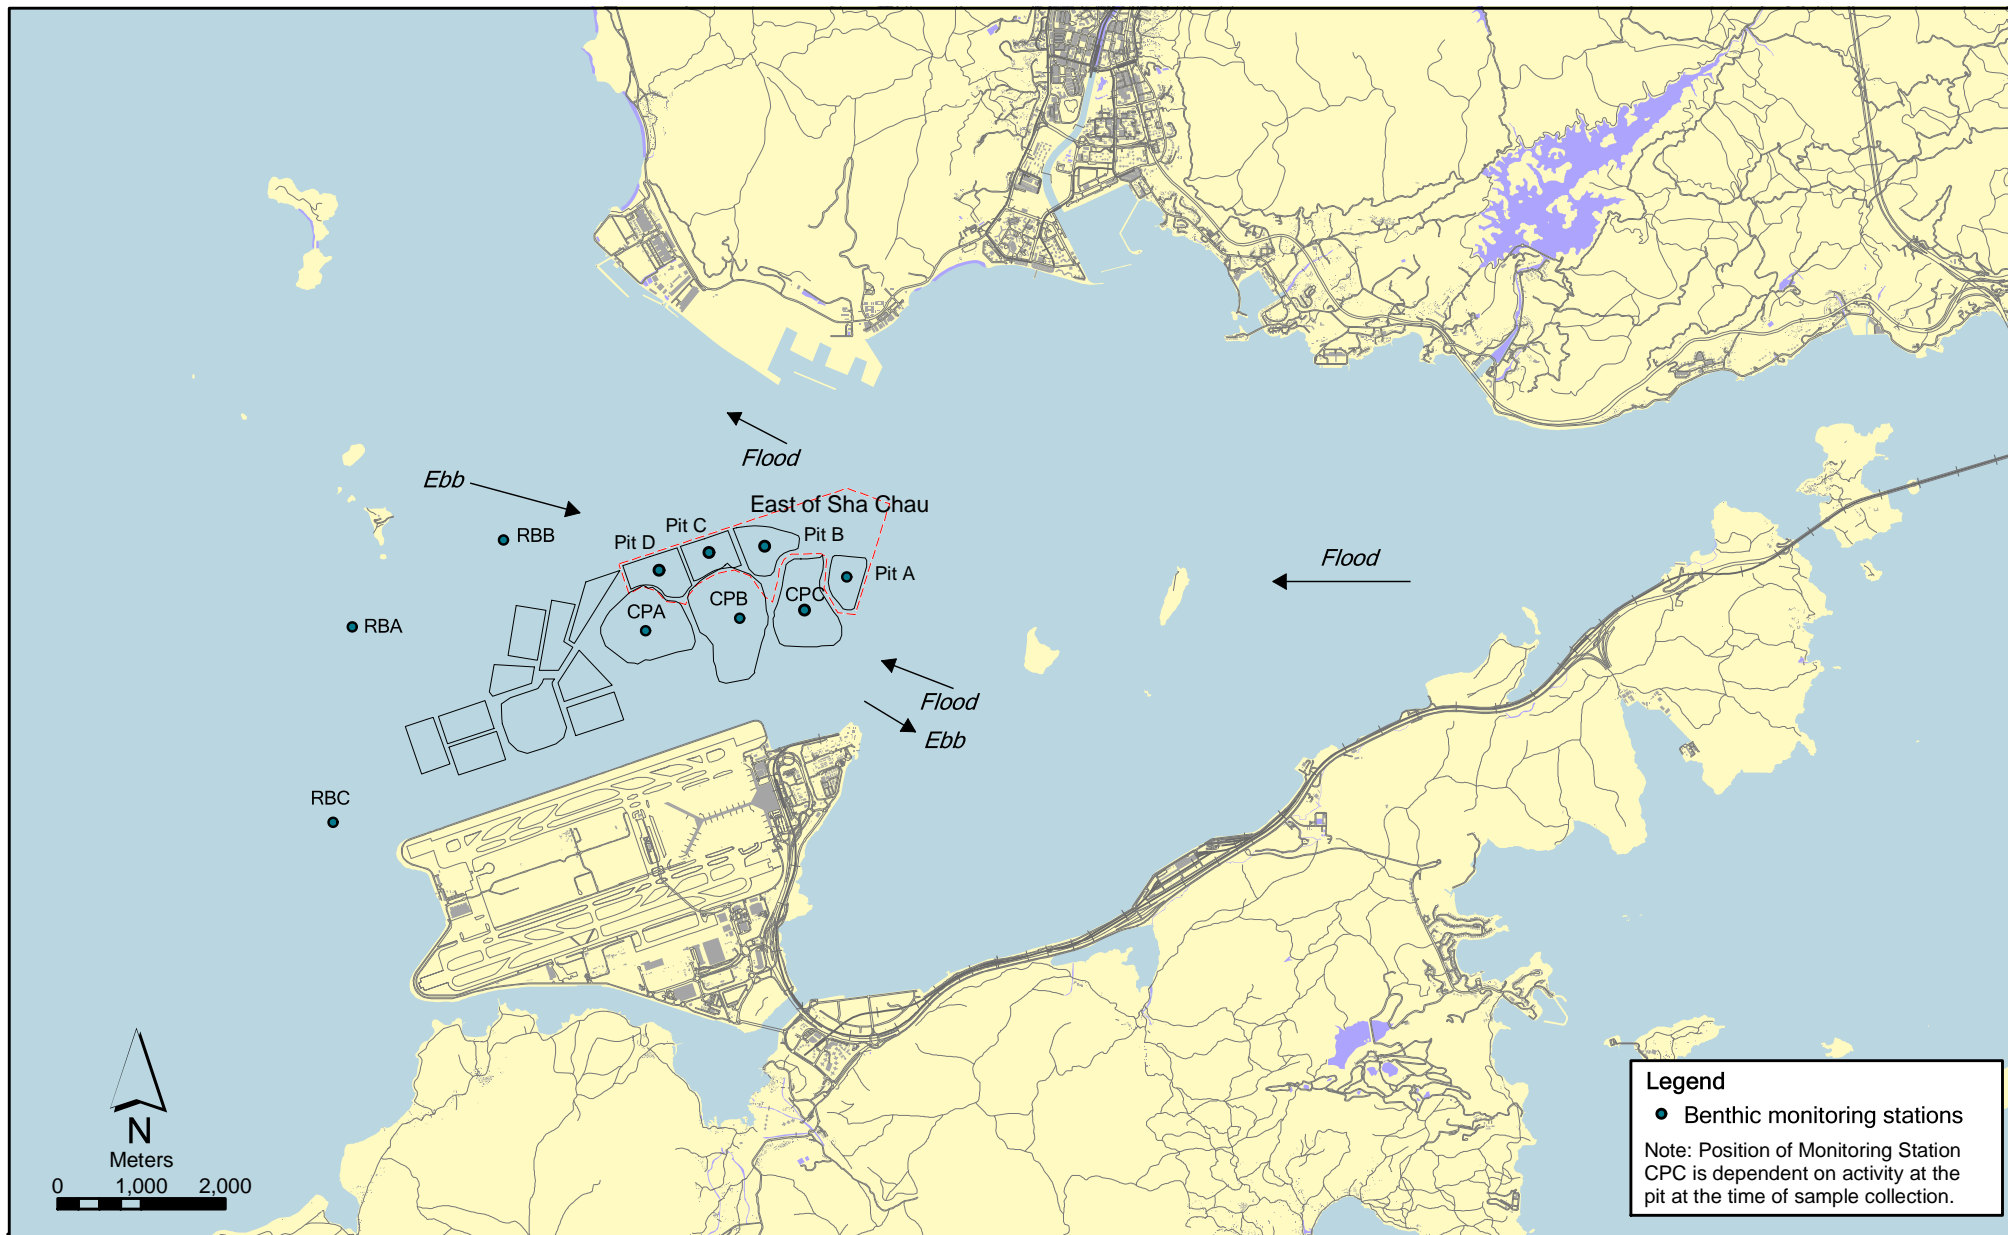 Flood
Ebb
East of Sha Chau
Pit C
RBB
Pit D
Pit B
Flood
Pit A
CPA
CPB
CPC
RBA
Flood
Ebb
RBC
N
Meters
0 1,000 2,000
Legend
Benthic monitoring stations
Note: Position of Monitoring Station
CPC is dependent on activity at the
pit at the time of sample collection.